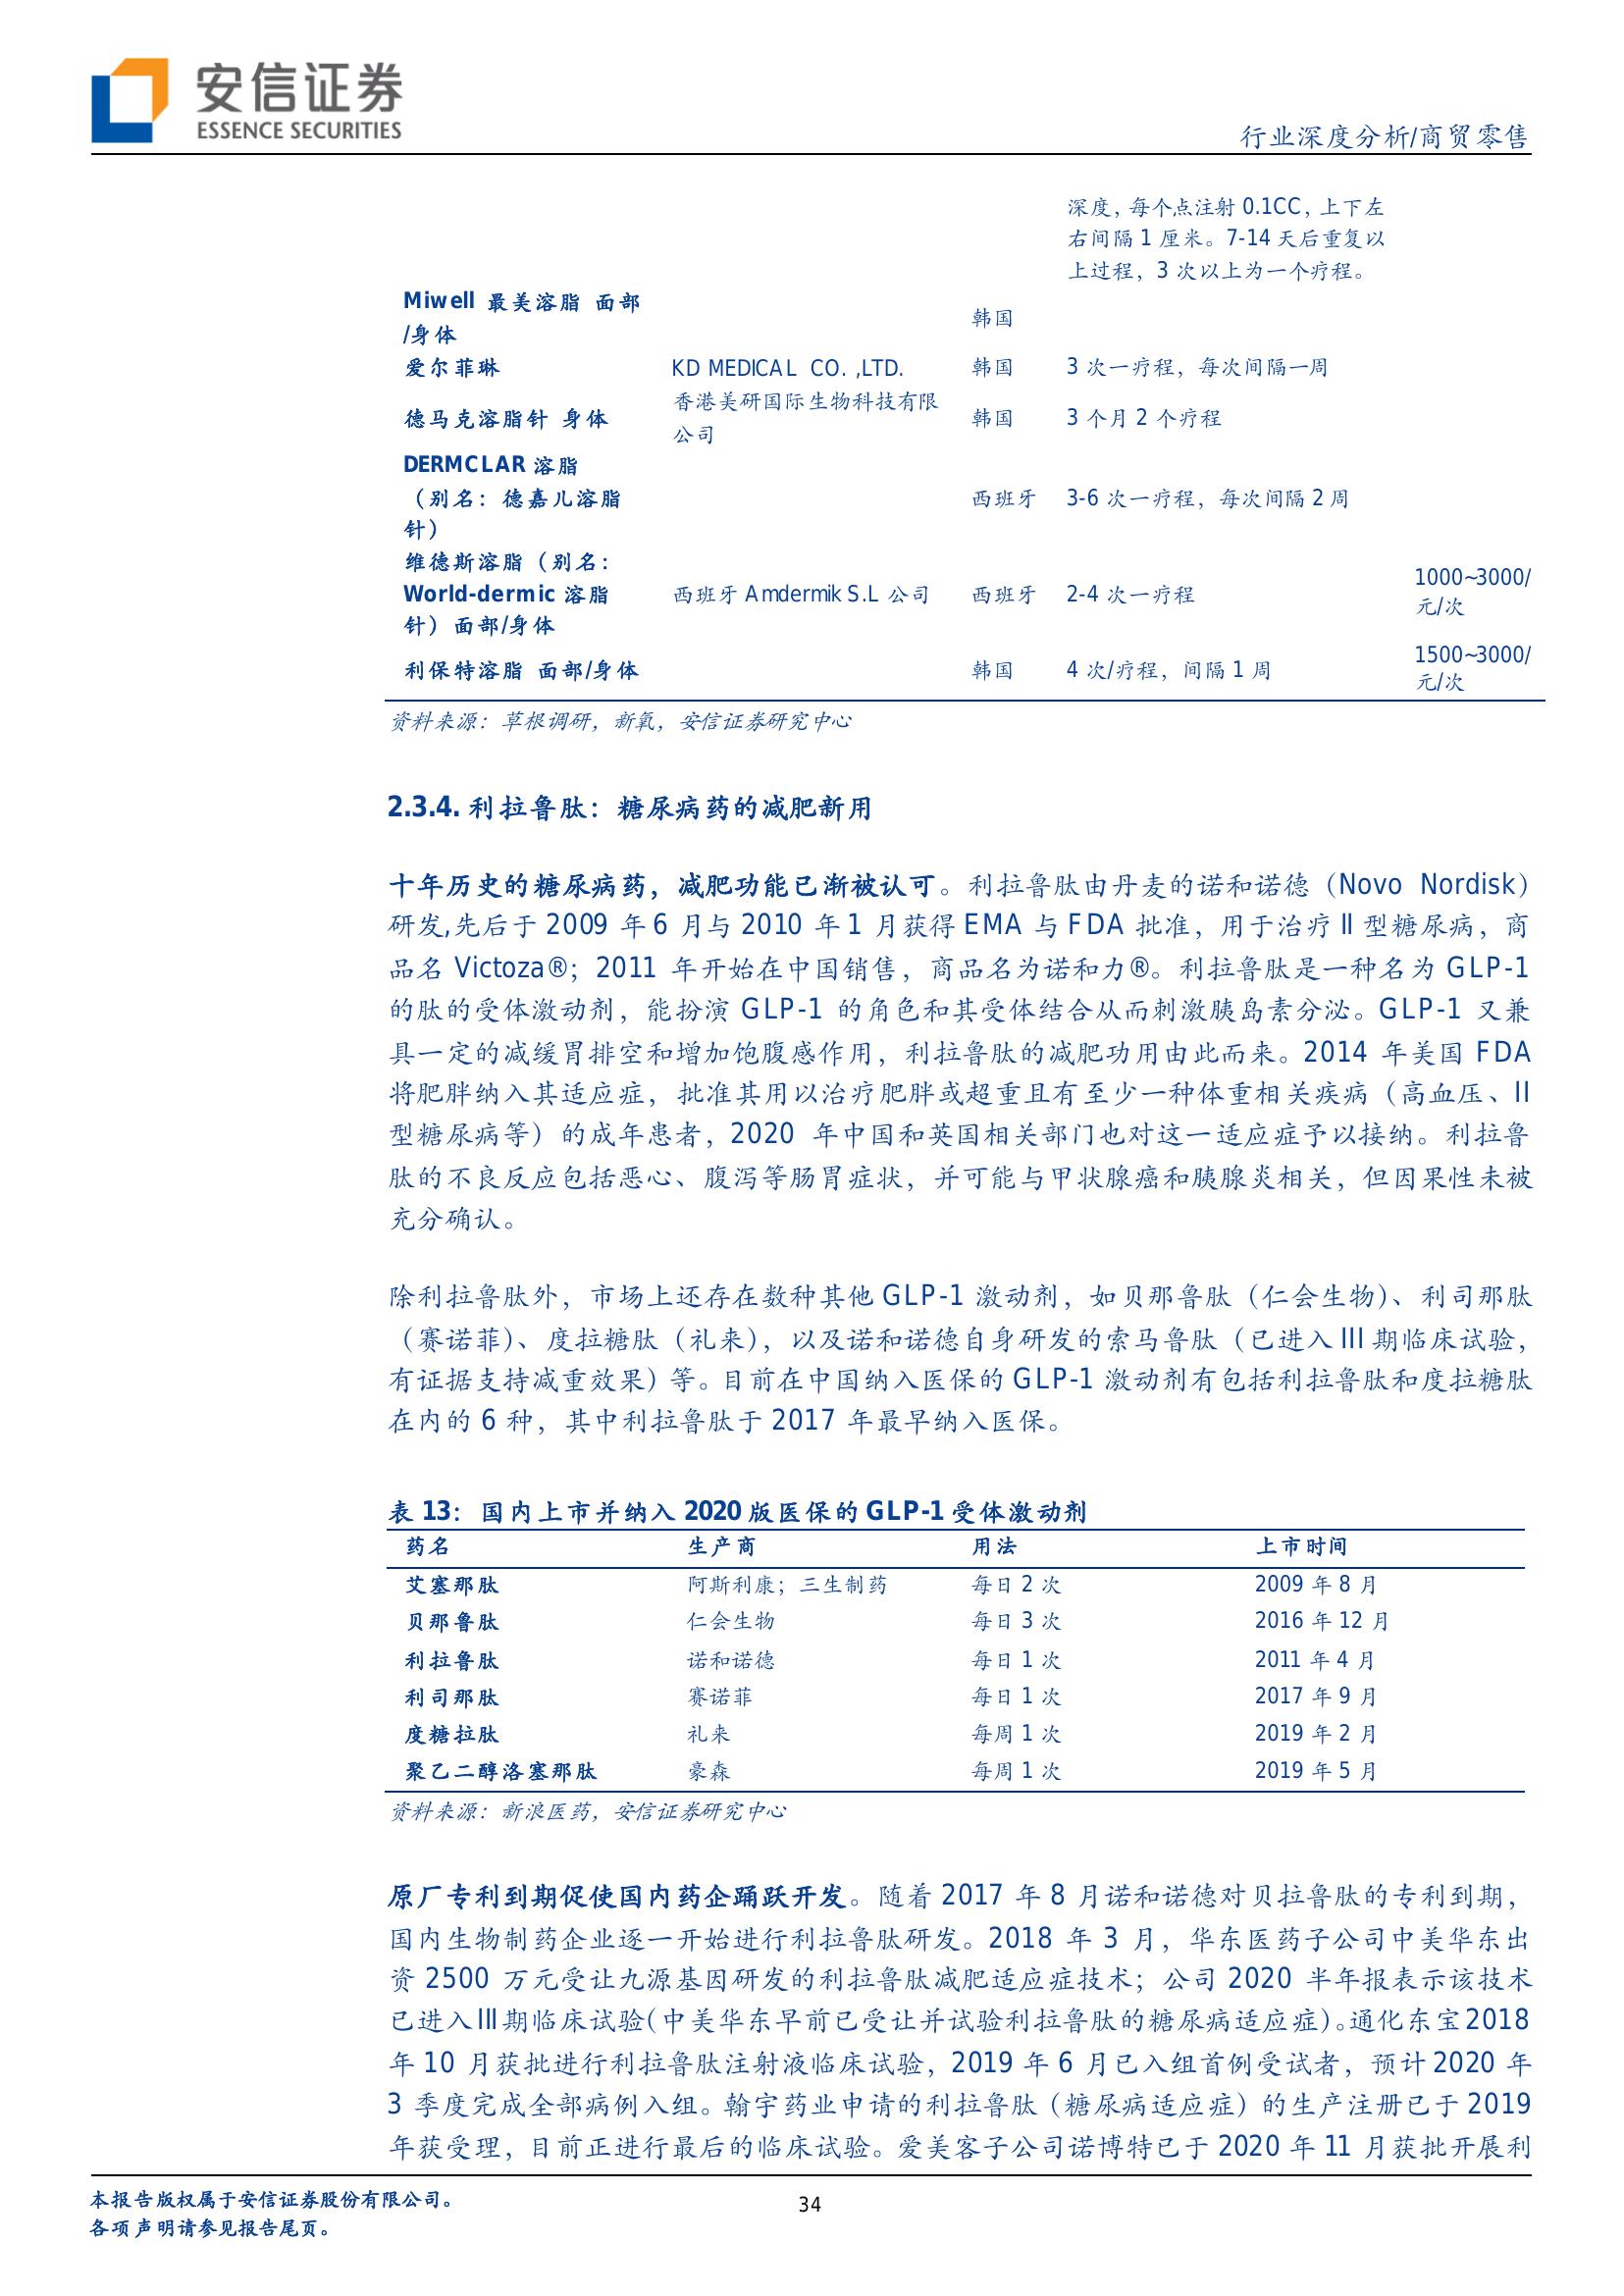 安信证券
ESSENCE SECURITIES
行业深度分析/商贸零售
深度，每个点注射 0.1CC，上下左
右间隔 1 厘米。7-14 天后重复以
上过程，3 次以上为一个疗程。
Miwell 最美溶脂 面部
/身体
韩国
爱尔菲琳 KD MEDICAL CO. ,LTD. 韩国 3 次一疗程，每次间隔一周
德马克溶脂针 身体
香港美研国际生物科技有限
公司
韩国 3 个月 2 个疗程
DERMCLAR 溶脂
（别名：德嘉儿溶脂
针）
西班牙 3-6 次一疗程，每次间隔 2 周
维德斯溶脂（别名：
World-dermic 溶脂
针）面部/身体
西班牙 Amdermik S.L 公司 西班牙 2-4 次一疗程
1000~3000/
元/次
利保特溶脂 面部/身体 韩国 4 次/疗程，间隔 1 周
1500~3000/
元/次
资料来源：草根调研，新氧，安信证券研究中心
2.3.4. 利拉鲁肽：糖尿病药的减肥新用
十年历史的糖尿病药，减肥功能已渐被认可。利拉鲁肽由丹麦的诺和诺德（Novo Nordisk）
研发,先后于 2009 年 6 月与 2010 年 1 月获得 EMA 与 FDA 批准，用于治疗 II 型糖尿病，商
品名 Victoza®；2011 年开始在中国销售，商品名为诺和力®。利拉鲁肽是一种名为 GLP-1
的肽的受体激动剂，能扮演 GLP-1 的角色和其受体结合从而刺激胰岛素分泌。GLP-1 又兼
具一定的减缓胃排空和增加饱腹感作用，利拉鲁肽的减肥功用由此而来。2014 年美国 FDA
将肥胖纳入其适应症，批准其用以治疗肥胖或超重且有至少一种体重相关疾病（高血压、II
型糖尿病等）的成年患者，2020 年中国和英国相关部门也对这一适应症予以接纳。利拉鲁
肽的不良反应包括恶心、腹泻等肠胃症状，并可能与甲状腺癌和胰腺炎相关，但因果性未被
充分确认。
除利拉鲁肽外，市场上还存在数种其他 GLP-1 激动剂，如贝那鲁肽（仁会生物)、利司那肽
（赛诺菲)、度拉糖肽（礼来)，以及诺和诺德自身研发的索马鲁肽（已进入 III 期临床试验，
有证据支持减重效果）等。目前在中国纳入医保的 GLP-1 激动剂有包括利拉鲁肽和度拉糖肽
在内的 6 种，其中利拉鲁肽于 2017 年最早纳入医保。
表 13：国内上市并纳入 2020 版医保的 GLP-1 受体激动剂
药名 生产商 用法 上市时间
艾塞那肽 阿斯利康；三生制药 每日 2 次 2009 年 8 月
贝那鲁肽 仁会生物 每日 3 次 2016 年 12 月
利拉鲁肽 诺和诺德 每日 1 次 2011 年 4 月
利司那肽 赛诺菲 每日 1 次 2017 年 9 月
度糖拉肽 礼来 每周 1 次 2019 年 2 月
聚乙二醇洛塞那肽 豪森 每周 1 次 2019 年 5 月
资料来源：新浪医药，安信证券研究中心
原厂专利到期促使国内药企踊跃开发。随着 2017 年 8 月诺和诺德对贝拉鲁肽的专利到期，
国内生物制药企业逐一开始进行利拉鲁肽研发。2018 年 3 月，华东医药子公司中美华东出
资 2500 万元受让九源基因研发的利拉鲁肽减肥适应症技术；公司 2020 半年报表示该技术
已进入 III 期临床试验(中美华东早前已受让并试验利拉鲁肽的糖尿病适应症)。通化东宝 2018
年 10 月获批进行利拉鲁肽注射液临床试验，2019 年 6 月已入组首例受试者，预计 2020 年
3 季度完成全部病例入组。翰宇药业申请的利拉鲁肽（糖尿病适应症）的生产注册已于 2019
年获受理，目前正进行最后的临床试验。爱美客子公司诺博特已于 2020 年 11 月获批开展利
本报告版权属于安信证券股份有限公司。
各项声明请参见报告尾页。
34